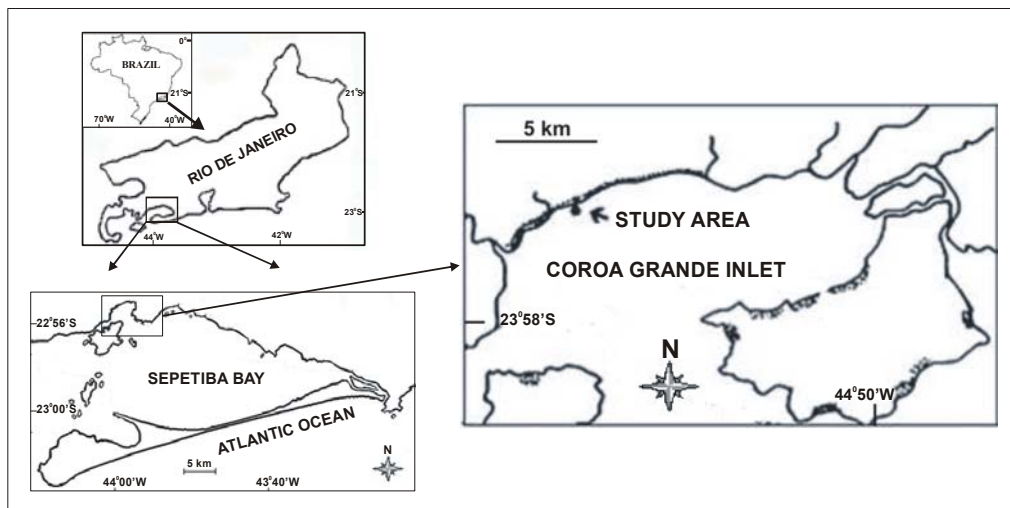 0°
BRAZIL
21°S
70°W
40°W
21°S
RIO DE JANEIRO
23°S
44°W
42°W
22°56'S
SEPETIBA BAY
23°00'S
ATLANTIC OCEAN
N
5 km
44°00'W
43°40'W
5 km
STUDY AREA
COROA GRANDE INLET
23°58'S
N
44°50'W